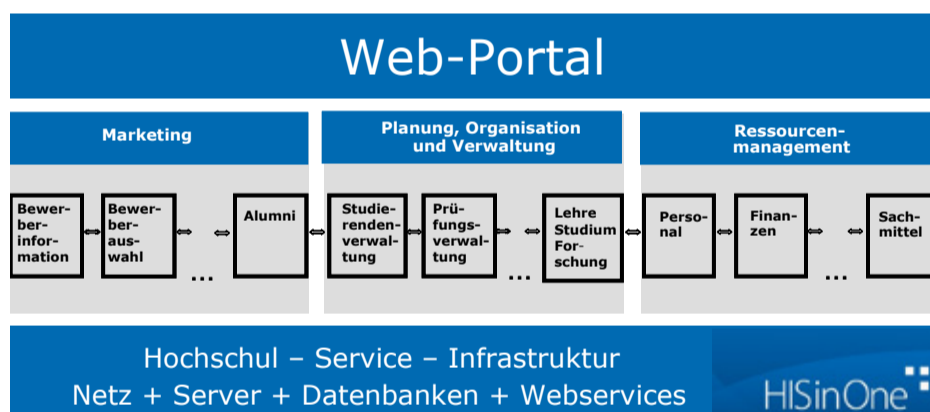 Web-Portal
Marketing
Planung, Organisation
und Verwaltung
Ressourcen-
management
Bewer-
ber-
infor-
mation
Bewer-
ber-
aus-
wahl
...
Alumni
Studie-
renden-
verwal-
tung
Prü-
fungs-
verwal-
tung
...
Lehre
Studium
For-
schung
Perso-
nal
Finan-
zen
...
Sach-
mittel
Hochschul – Service – Infrastruktur
Netz + Server + Datenbanken + Webservices
HISinOne